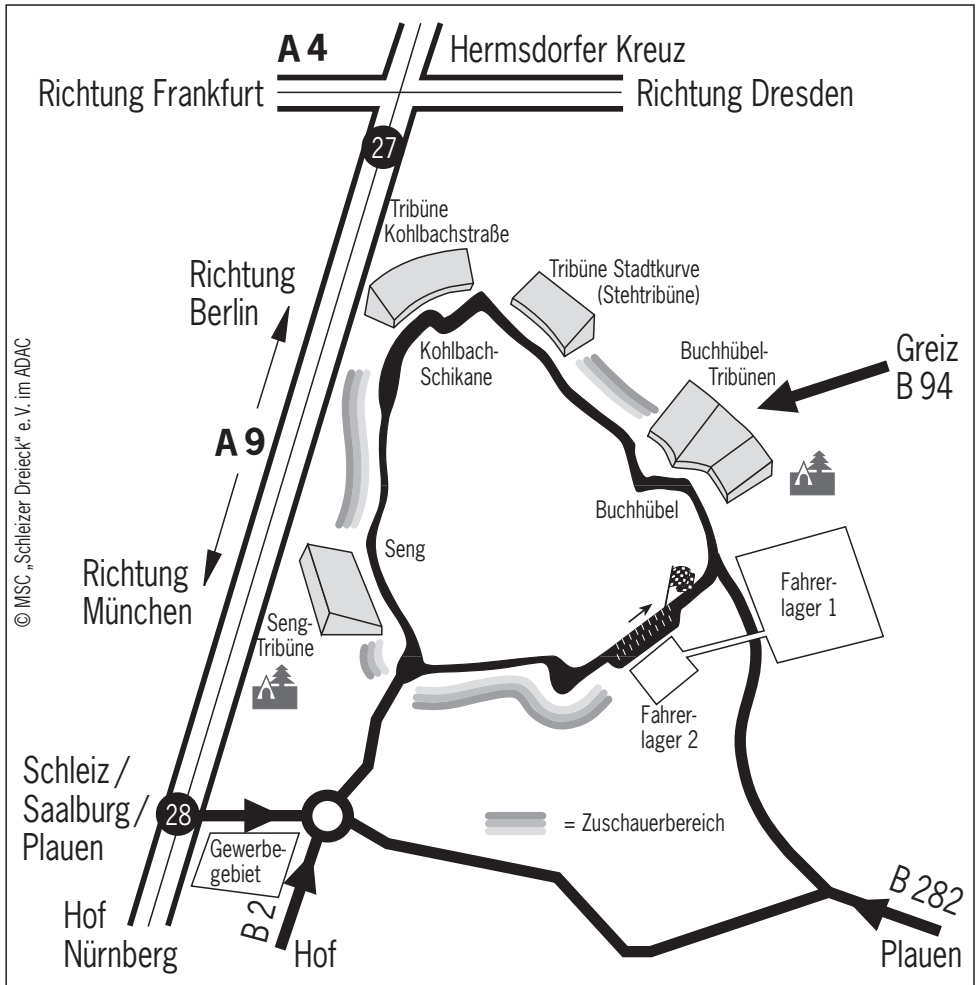 A 4
Hermsdorfer Kreuz
Richtung Frankfurt
Richtung Dresden
27
Tribüne
Kohlbachstraße
Richtung
Berlin
Tribüne Stadtkurve
(Stehtribüne)
Kohlbach-
Schikane
Buchhübel-
Tribünen
Greiz
B 94
© MSC „Schleizer Dreieck“ e.V. im ADAC
A 9
Buchhübel
Seng
Richtung
München
Fahrer-
lager 1
Seng-
Tribüne
Fahrer-
lager 2
Schleiz /
Saalburg /
Plauen
28
= Zuschauerbereich
Gewerbe-
gebiet
B 2
B 282
Hof
Nürnberg
Hof
Plauen